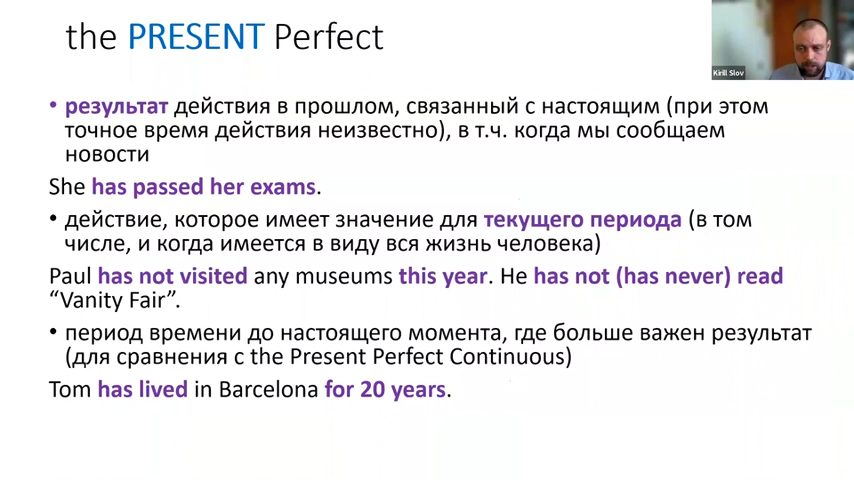 the PRESENT Perfect
Kirill Slov
• результат действия в прошлом, связанный с настоящим (при этом
точное время действия неизвестно), в т.ч. когда мы сообщаем
новости
She has passed her exams.
• действие, которое имеет значение для текущего периода (в том
числе, и когда имеется в виду вся жизнь человека)
Paul has not visited any museums this year. He has not (has never) read
“Vanity Fair”.
• период времени до настоящего момента, где больше важен результат
(для сравнения с the Present Perfect Continuous)
Tom has lived in Barcelona for 20 years.